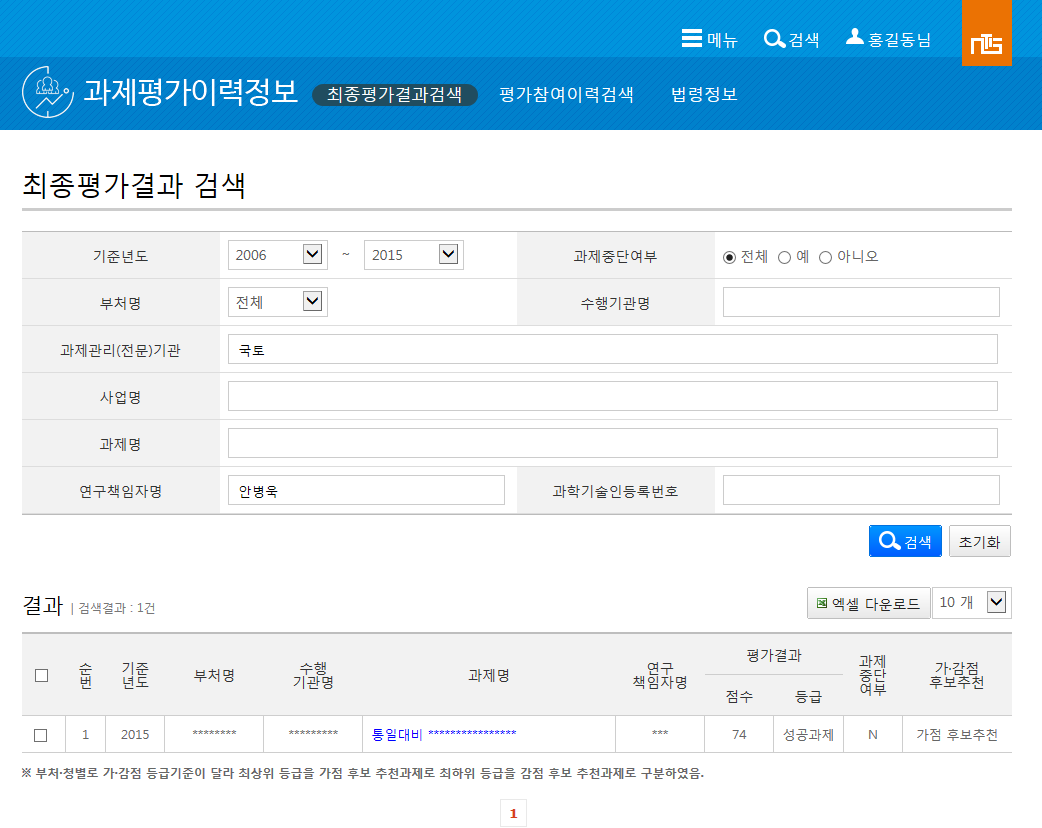 메뉴 검색 홍길동님 NTIS
과제평가이력정보 최종평가결과검색 평가참여이력검색 법령정보
최종평가결과 검색
기준년도 2006 ~ 2015 과제중단여부 전체 예 아니오
부처명 전체 수행기관명
과제관리(전문)기관 국토
사업명
과제명
연구책임자명 안병욱 과학기술인등록번호
검색 초기화
결과 | 검색결과 : 1건 엑셀 다운로드 10 개
순번 기준년도 부처명 수행기관명 과제명 연구책임자명 평가결과 점수 등급 과제중단여부 가·감점후보추천
1 2015 ******** ********* 통일대비 **************** *** 74 성공과제 N 가점 후보추천
※ 부처·청별로 가·감점 등급기준이 달라 최상위 등급을 가점 후보 추천과제로 최하위 등급을 감점 후보 추천과제로 구분하였음.
1